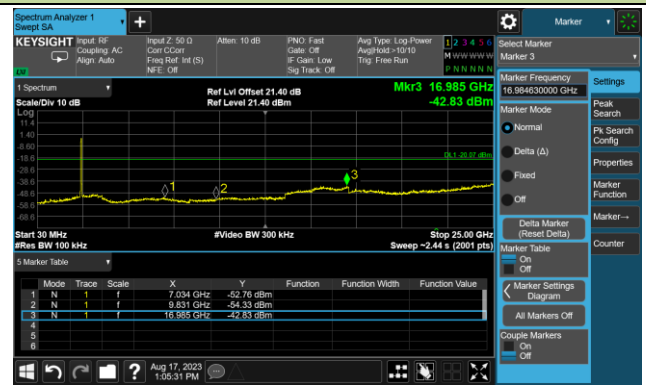 Spectrum Analyzer 1
Swept SA
Marker
KEYSIGHT Input: RF Input Z: 50 Ω Atten: 10 dB PNO: Fast Avg Type: Log-Power 1 2 3 4 5 6
Coupling: AC Corr CCorr Gate: Off Avg|Hold:>10/10 M W W W W W
Align: Auto Freq Ref: Int (S) IF Gain: Low Trig: Free Run P N N N N N
NFE: Off Sig Track: Off
Select Marker
Marker 3
1 Spectrum
Ref Lvl Offset 21.40 dB
Mkr3 16.985 GHz
Scale/Div 10 dB
Ref Level 21.40 dBm
-42.83 dBm
Log
11.4
1.40
-8.60
-18.6
-28.6
-38.6
-48.6
-58.6
-68.6
DL1 -20.07 dBm
1
2
3
Start 30 MHz
#Video BW 300 kHz
Stop 25.00 GHz
#Res BW 100 kHz
Sweep ~2.44 s (2001 pts)
5 Marker Table
Mode Trace Scale X Y Function Function Width Function Value
1 N 1 f 7.034 GHz -52.76 dBm
2 N 1 f 9.831 GHz -54.33 dBm
3 N 1 f 16.985 GHz -42.83 dBm
4
5
6
Marker Frequency
16.984630000 GHz
Marker Mode
Normal
Delta (Δ)
Fixed
Off
Delta Marker
(Reset Delta)
Marker Table
On
Off
Marker Settings
Diagram
All Markers Off
Couple Markers
On
Off
Settings
Peak
Search
Pk Search
Config
Properties
Marker
Function
Marker→
Counter
Aug 17, 2023
1:05:31 PM